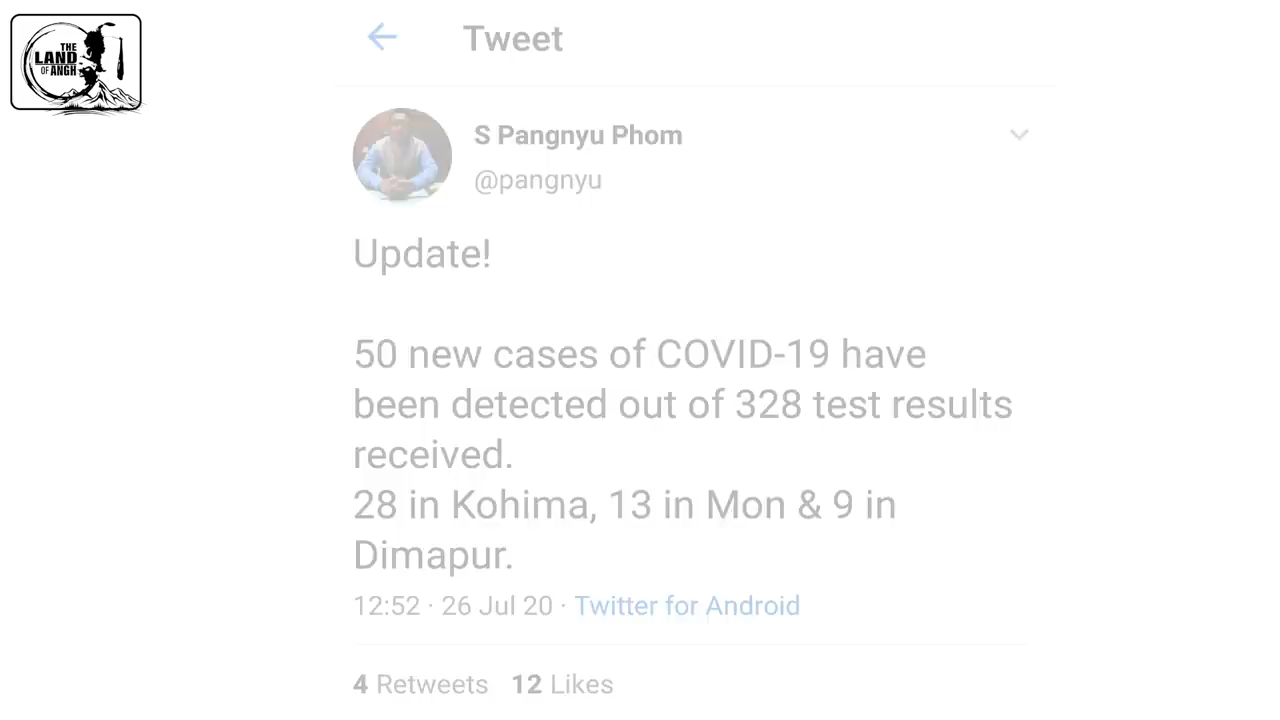 THE
LAND
OF ANGH
Tweet
S Pangnyu Phom
@pangnyu
Update!
50 new cases of COVID-19 have
been detected out of 328 test results
received.
28 in Kohima, 13 in Mon & 9 in
Dimapur.
12:52 · 26 Jul 20 · Twitter for Android
4 Retweets 12 Likes